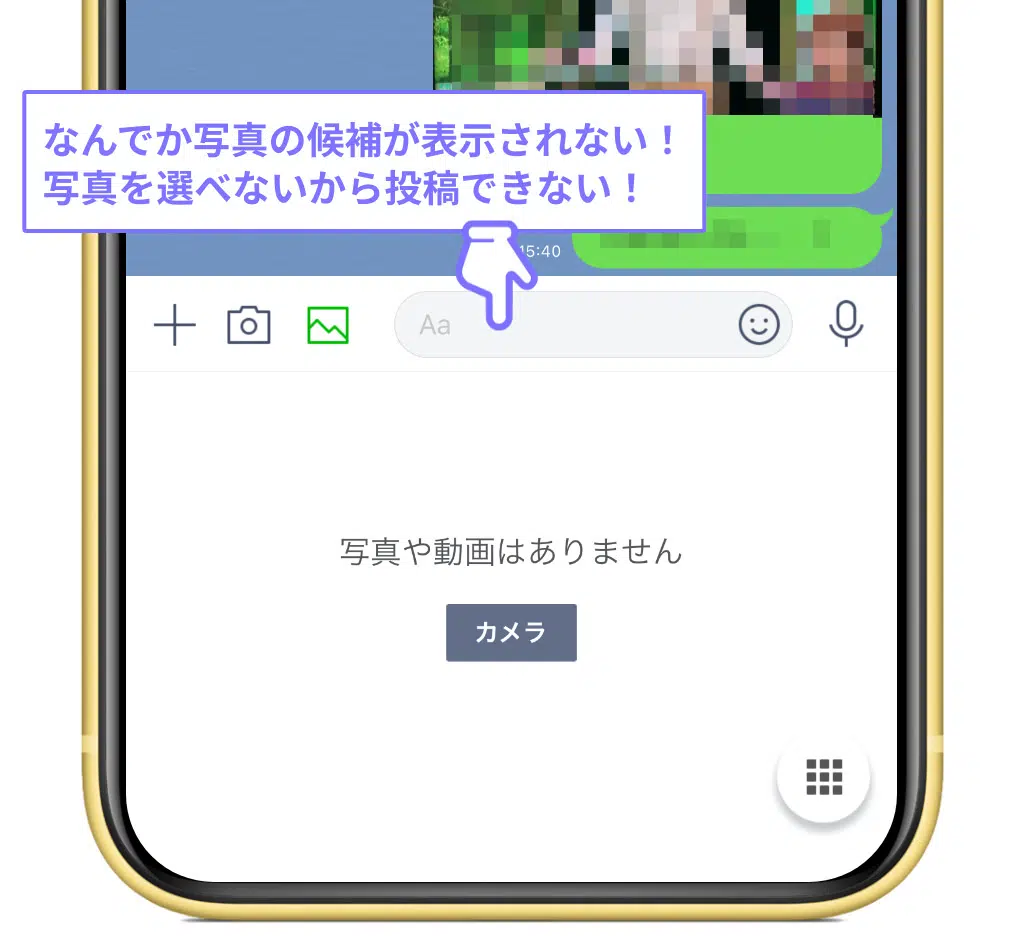 なんでか写真の候補が表示されない！
写真を選べないから投稿できない！
15:40
Aa
写真や動画はありません
カメラ